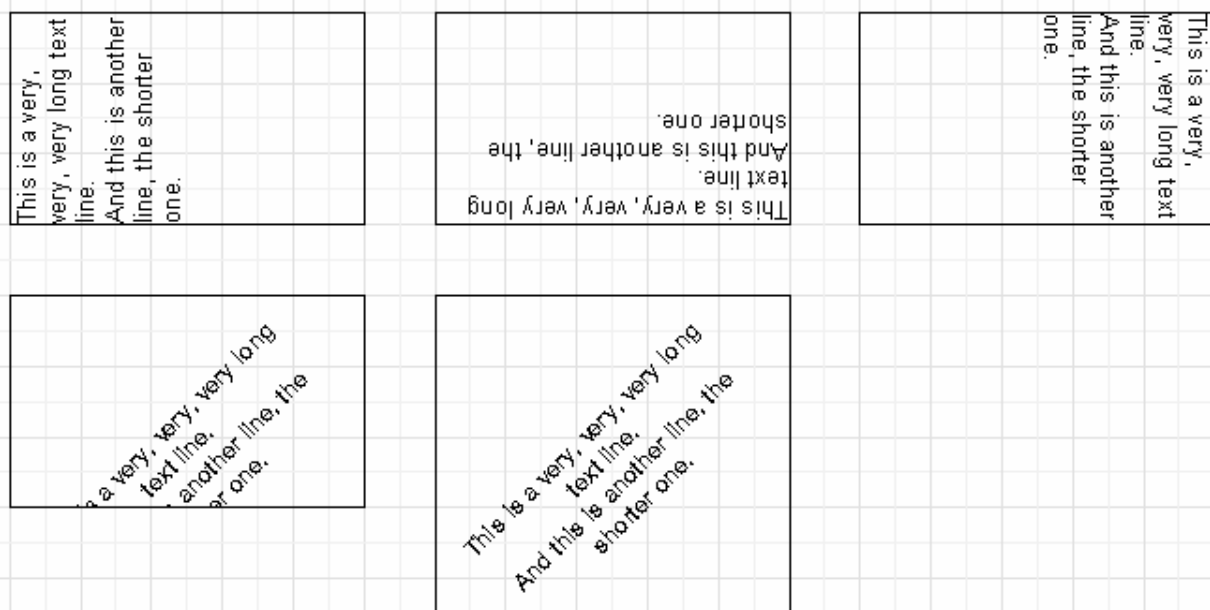 This is a very,
very, very long text
line.
And this is another
line, the shorter
one.
This is a very, very, very long
text line.
And this is another line, the
shorter one.
This is a very,
very, very long text
line.
And this is another
line, the shorter
one.
a very, very, very long
text line.
another line, the
er one.
This is a very, very, very long
text line.
And this is another line, the
shorter one.